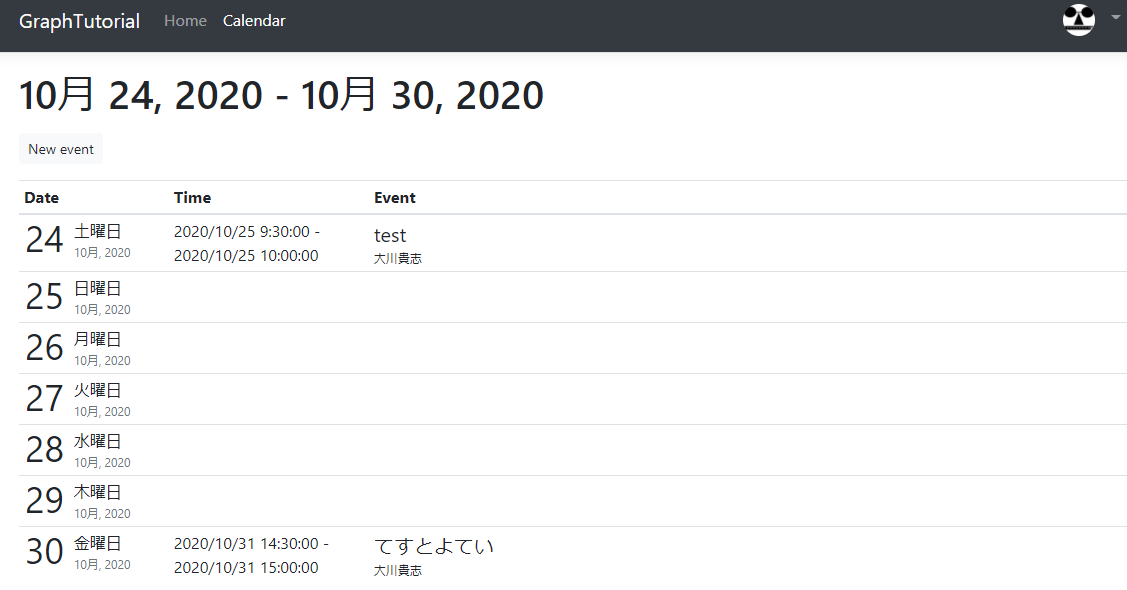 GraphTutorial Home Calendar
10月 24, 2020 - 10月 30, 2020
New event
Date Time Event
24 土曜日 2020/10/25 9:30:00 - test
10月, 2020 2020/10/25 10:00:00 大川貴志
25 日曜日
10月, 2020
26 月曜日
10月, 2020
27 火曜日
10月, 2020
28 水曜日
10月, 2020
29 木曜日
10月, 2020
30 金曜日 2020/10/31 14:30:00 - てすとよてい
10月, 2020 2020/10/31 15:00:00 大川貴志